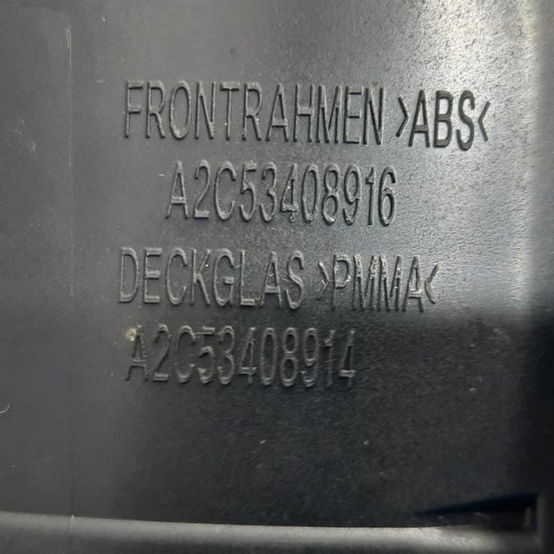 FRONTRAHMEN >ABS<
A2C53408916
DECKGLAS >PMMA<
A2C53408914